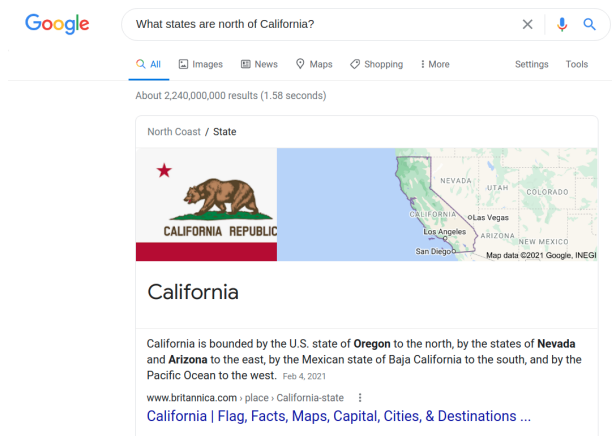 Google
What states are north of California?
All Images News Maps Shopping More Settings Tools
About 2,240,000,000 results (1.58 seconds)
North Coast / State
CALIFORNIA REPUBLIC
NEVADA
UTAH
COLORADO
CALIFORNIA
Las Vegas
Los Angeles
ARIZONA
NEW MEXICO
San Diego
Map data ©2021 Google, INEGI
California
California is bounded by the U.S. state of Oregon to the north, by the states of Nevada
and Arizona to the east, by the Mexican state of Baja California to the south, and by the
Pacific Ocean to the west. Feb 4, 2021
www.britannica.com › place › California-state
California | Flag, Facts, Maps, Capital, Cities, & Destinations ...